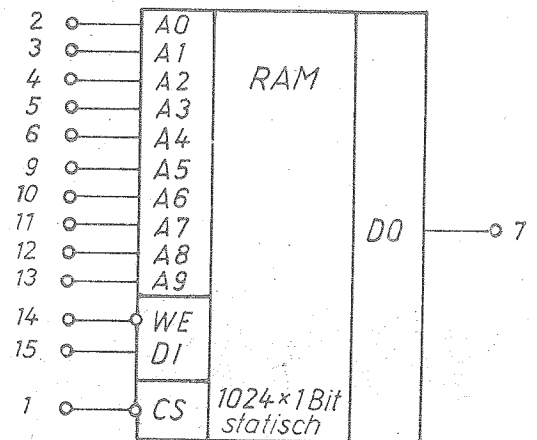 2 A0
3 A1
4 A2 RAM
5 A3
6 A4
9 A5
10 A6
11 A7 DO 7
12 A8
13 A9
14 WE
15 DI
1 CS 1024×1Bit
statisch